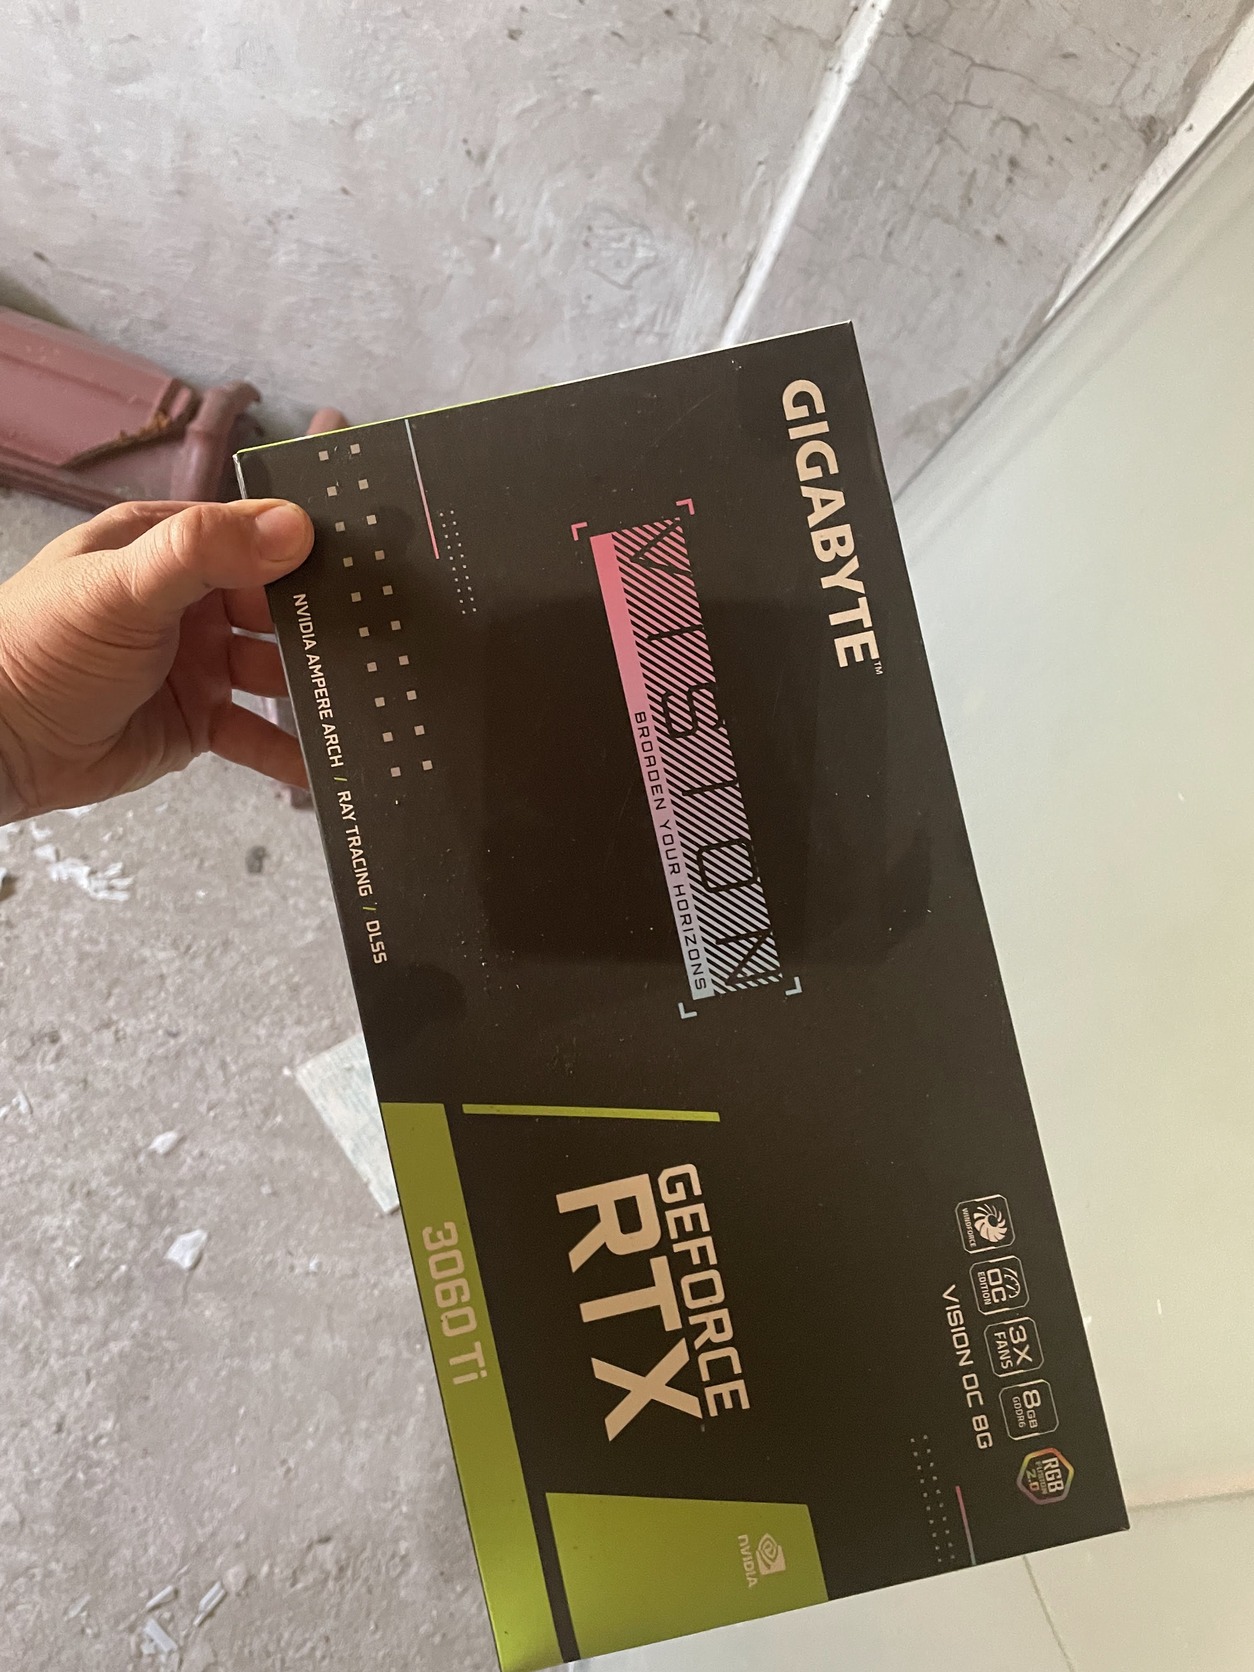 GIGABYTE™
VISION
BROADEN YOUR HORIZONS
NVIDIA AMPERE ARCH / RAY TRACING / DLSS
WINDFORCE
OC
EDITION
3X
FANS
8GB
GDDR6
RGB
FUSION
2.0
VISION OC 8G
GEFORCE
RTX
3060 Ti
NVIDIA